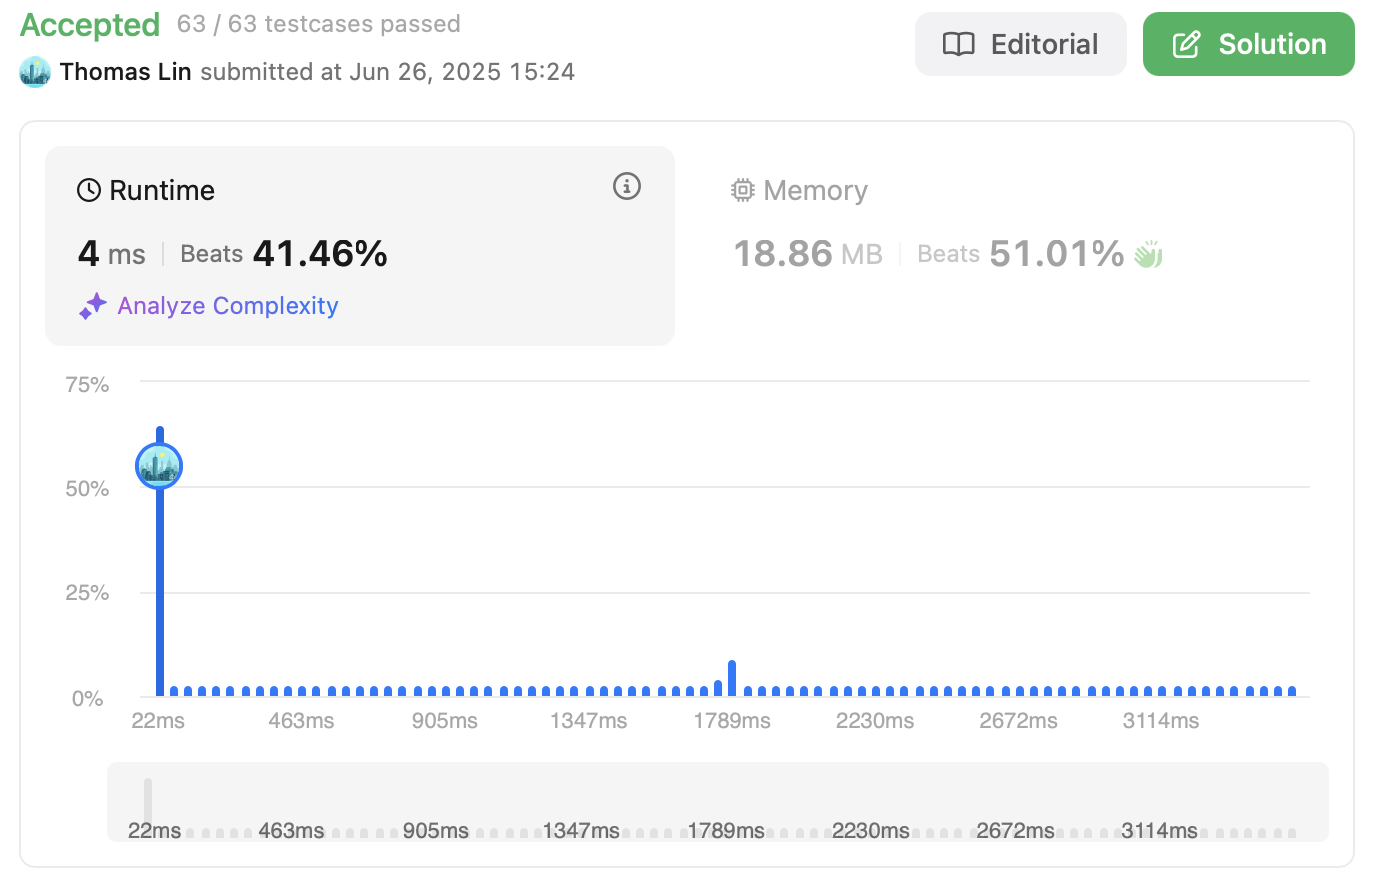 Accepted 63 / 63 testcases passed
Thomas Lin submitted at Jun 26, 2025 15:24
Editorial
Solution
Runtime
4 ms Beats 41.46%
Analyze Complexity
Memory
18.86 MB Beats 51.01%
75%
50%
25%
0%
22ms 463ms 905ms 1347ms 1789ms 2230ms 2672ms 3114ms
22ms 463ms 905ms 1347ms 1789ms 2230ms 2672ms 3114ms